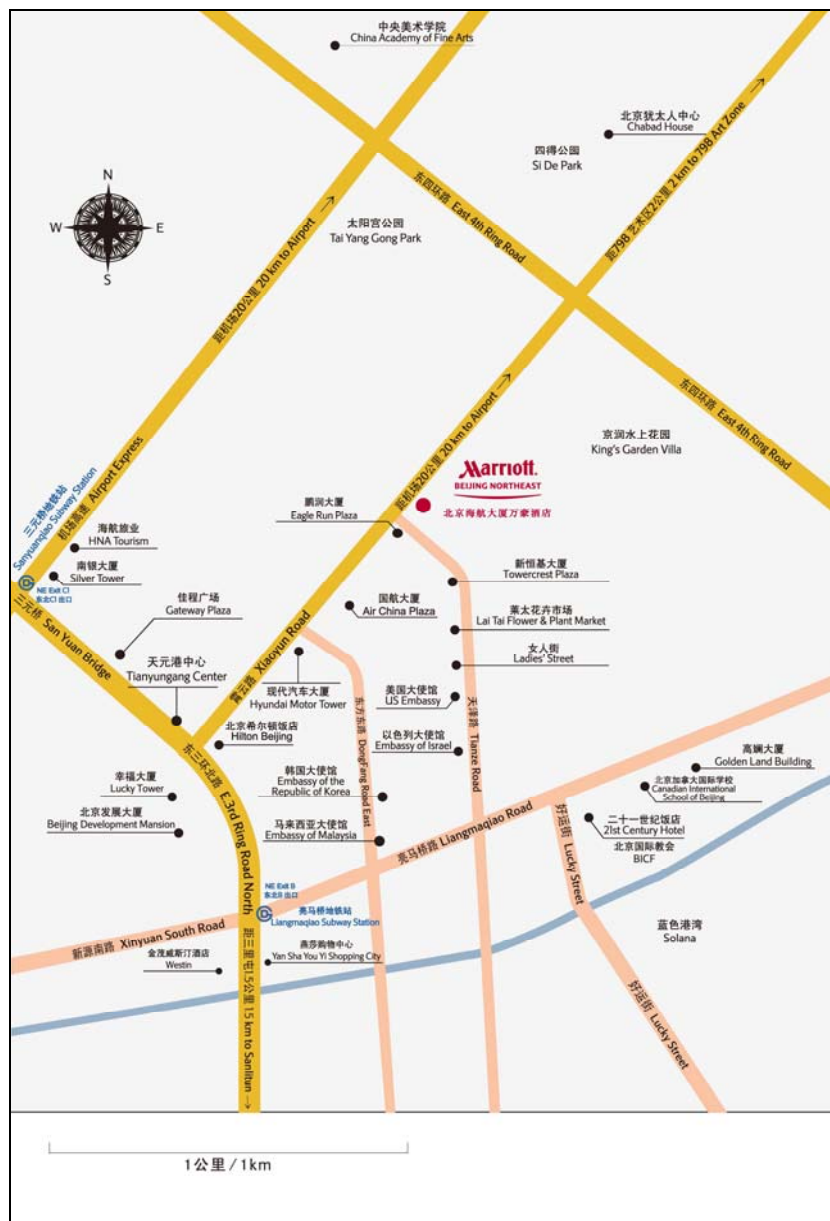 中央美术学院
China Academy of Fine Arts
北京犹太人中心
Chabad House
四得公园
Si De Park
距798 艺术区2公里 2 km to 798 Art Zone
东四环路 East 4th Ring Road
太阳宫公园
Tai Yang Gong Park
N
W
E
S
距机场20公里 20 km to Airport
东四环路 East 4th Ring Road
京润水上花园
King's Garden Villa
距机场20公里 20 km to Airport
Marriott.
BEIJING NORTHEAST
北京海航大厦万豪酒店
鹏润大厦
Eagle Run Plaza
三元桥地铁站
Sanyuanqiao Subway Station
机场高速 Airport Express
海航旅业
HNA Tourism
南银大厦
Silver Tower
NE Exit C1
东北C1 出口
三元桥 San Yuan Bridge
佳程广场
Gateway Plaza
天元港中心
Tianyungang Center
新恒基大厦
Towercrest Plaza
国航大厦
Air China Plaza
莱太花卉市场
Lai Tai Flower & Plant Market
女人街
Ladies' Street
霄云路 Xiaoyun Road
现代汽车大厦
Hyundai Motor Tower
美国大使馆
US Embassy
北京希尔顿饭店
Hilton Beijing
东方东路 DongFang Road East
天泽路 Tianze Road
以色列大使馆
Embassy of Israel
高斓大厦
Golden Land Building
北京加拿大国际学校
Canadian International
School of Beijing
幸福大厦
Lucky Tower
北京发展大厦
Beijing Development Mansion
东三环北路 E.3rd Ring Road North
韩国大使馆
Embassy of the
Republic of Korea
马来西亚大使馆
Embassy of Malaysia
亮马桥路 Liangmaqiao Road
好运街 Lucky Street
二十一世纪饭店
21st Century Hotel
北京国际教会
BICF
NE Exit B
东北B 出口
亮马桥地铁站
Liangmaqiao Subway Station
新源南路 Xinyuan South Road
蓝色港湾
Solana
金茂威斯汀酒店
Westin
燕莎购物中心
Yan Sha You Yi Shopping City
距三里屯1.5公里 1.5 km to Sanlitun
好运街 Lucky Street
1公里/1km